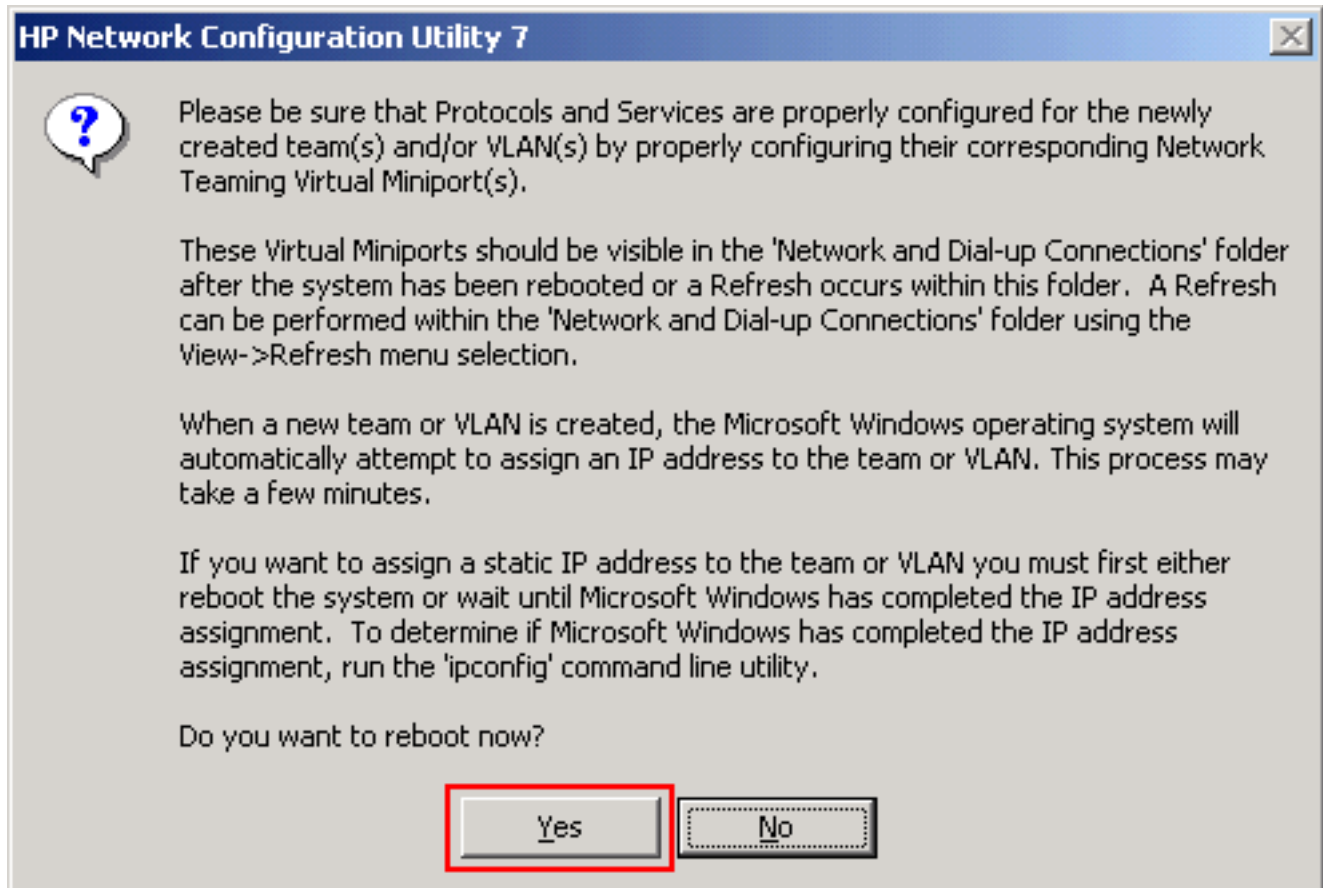 HP Network Configuration Utility 7
?
Please be sure that Protocols and Services are properly configured for the newly
created team(s) and/or VLAN(s) by properly configuring their corresponding Network
Teaming Virtual Miniport(s).
These Virtual Miniports should be visible in the 'Network and Dial-up Connections' folder
after the system has been rebooted or a Refresh occurs within this folder.  A Refresh
can be performed within the 'Network and Dial-up Connections' folder using the
View->Refresh menu selection.
When a new team or VLAN is created, the Microsoft Windows operating system will
automatically attempt to assign an IP address to the team or VLAN. This process may
take a few minutes.
If you want to assign a static IP address to the team or VLAN you must first either
reboot the system or wait until Microsoft Windows has completed the IP address
assignment.  To determine if Microsoft Windows has completed the IP address
assignment, run the 'ipconfig' command line utility.
Do you want to reboot now?
Yes No